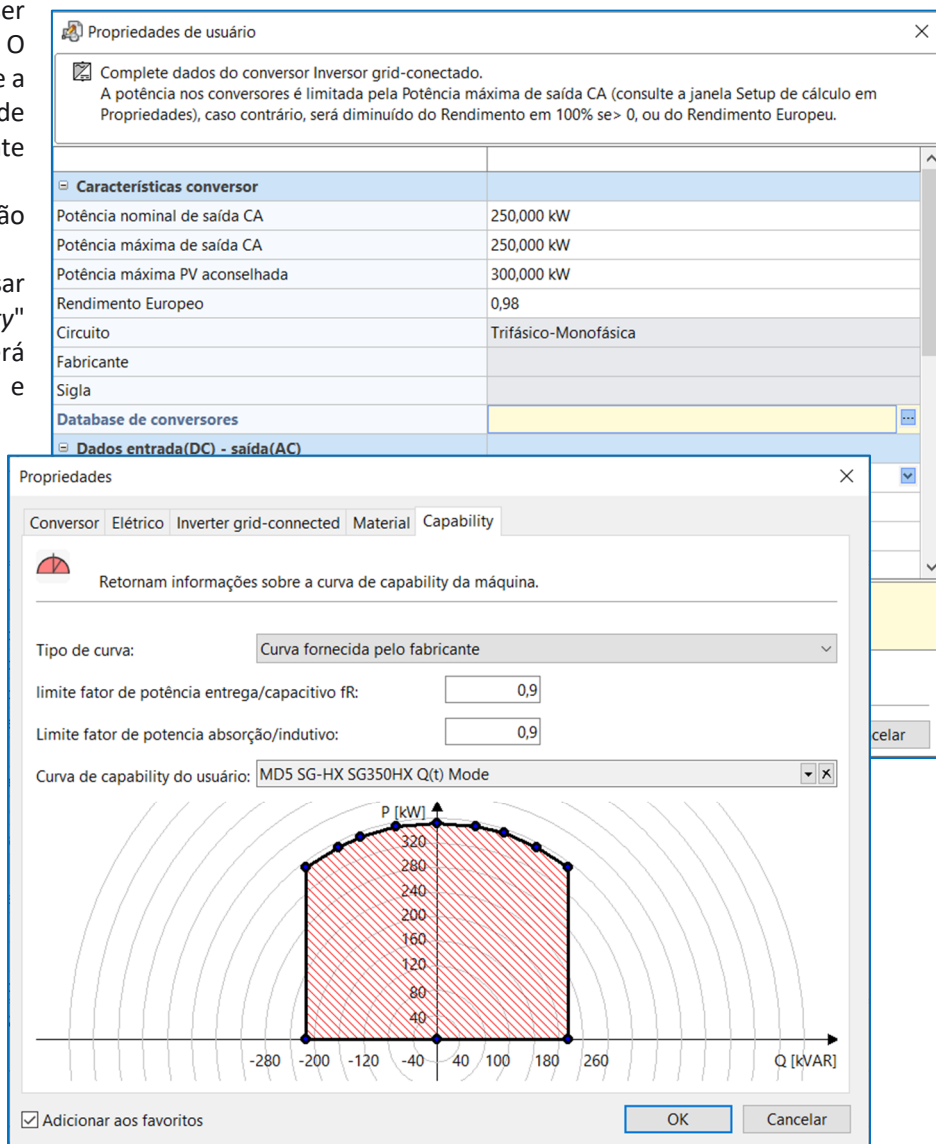 O
e a
de
te
ão
sar
y"
rá
e
Propriedades de usuário
Complete dados do conversor Inversor grid-conectado.
A potência nos conversores é limitada pela Potência máxima de saída CA (consulte a janela Setup de cálculo em
Propriedades), caso contrário, será diminuído do Rendimento em 100% se> 0, ou do Rendimento Europeu.
Características conversor
Potência nominal de saída CA 250,000 kW
Potência máxima de saída CA 250,000 kW
Potência máxima PV aconselhada 300,000 kW
Rendimento Europeo 0,98
Circuito Trifásico-Monofásica
Fabricante
Sigla
Database de conversores ...
Dados entrada(DC) - saída(AC)
celar
Propriedades
Conversor Elétrico Inverter grid-connected Material Capability
Retornam informações sobre a curva de capability da máquina.
Tipo de curva: Curva fornecida pelo fabricante
limite fator de potência entrega/capacitivo fR: 0,9
Limite fator de potencia absorção/indutivo: 0,9
Curva de capability do usuário: MD5 SG-HX SG350HX Q(t) Mode
P [kW]
320
280
240
200
160
120
80
40
-280 -200 -120 -40 40 100 180 260 Q [kVAR]
Adicionar aos favoritos OK Cancelar